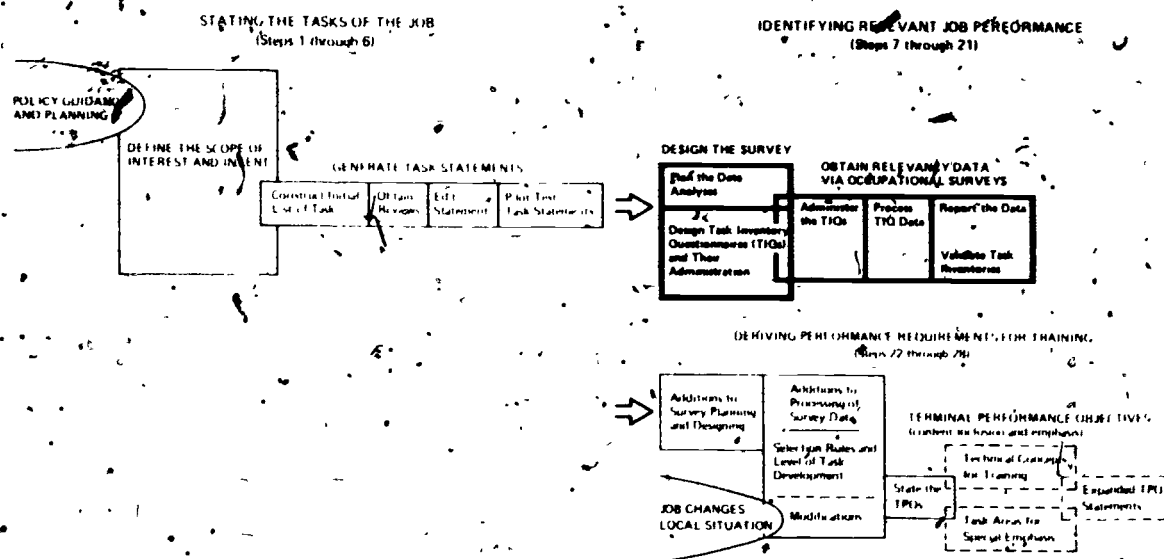 STATING THE TASKS OF THE JOB
(Steps 1 through 6)
POLICY GUIDANCE
AND PLANNING
DEFINE THE SCOPE OF
INTEREST AND INTENT
GENERATE TASK STATEMENTS
Construct Initial
List of Task
Obtain
Reviews
Edit
Statement
Pilot Test
Task Statements
IDENTIFYING RELEVANT JOB PERFORMANCE
(Steps 7 through 21)
DESIGN THE SURVEY
Plan the Data
Analyses
Design Task Inventory
Questionnaires (TIQs)
and Their
Administration
OBTAIN RELEVANCY DATA
VIA OCCUPATIONAL SURVEYS
Administer
the TIQs
Process
TIQ Data
Report the Data
Validate Task
Inventories
DERIVING PERFORMANCE REQUIREMENTS FOR TRAINING
(Steps 22 through 28)
Additions to
Survey Planning
and Designing
Additions to
Processing of
Survey Data
Selection Rules and
Level of Task
Development
Modifications
JOB CHANGES
LOCAL SITUATION
State the
TPOs
TERMINAL PERFORMANCE OBJECTIVES
(content inclusion and emphasis)
Technical Concepts
for Training
Task Areas for
Special Emphasis
Expanded TPO
Statements